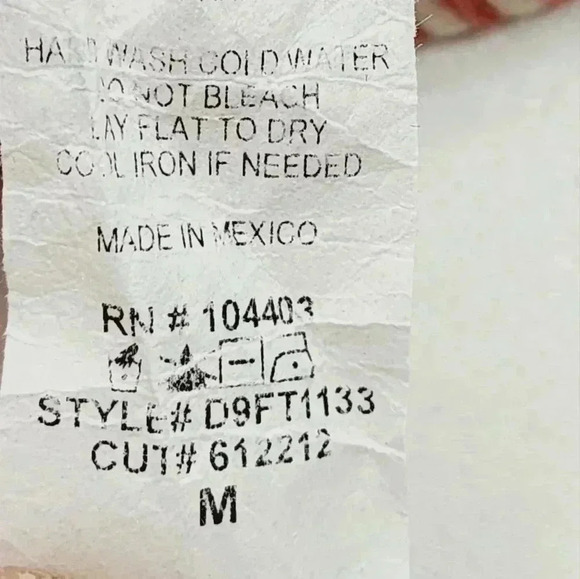 HAND WASH COLD WATER
DO NOT BLEACH
LAY FLAT TO DRY
COOL IRON IF NEEDED
MADE IN MEXICO
RN # 104403
STYLE# D9FT1133
CUT# 612212
M